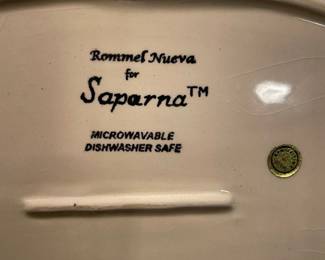 Rommel Nueva
for
Saparna™
MICROWAVABLE
DISHWASHER SAFE